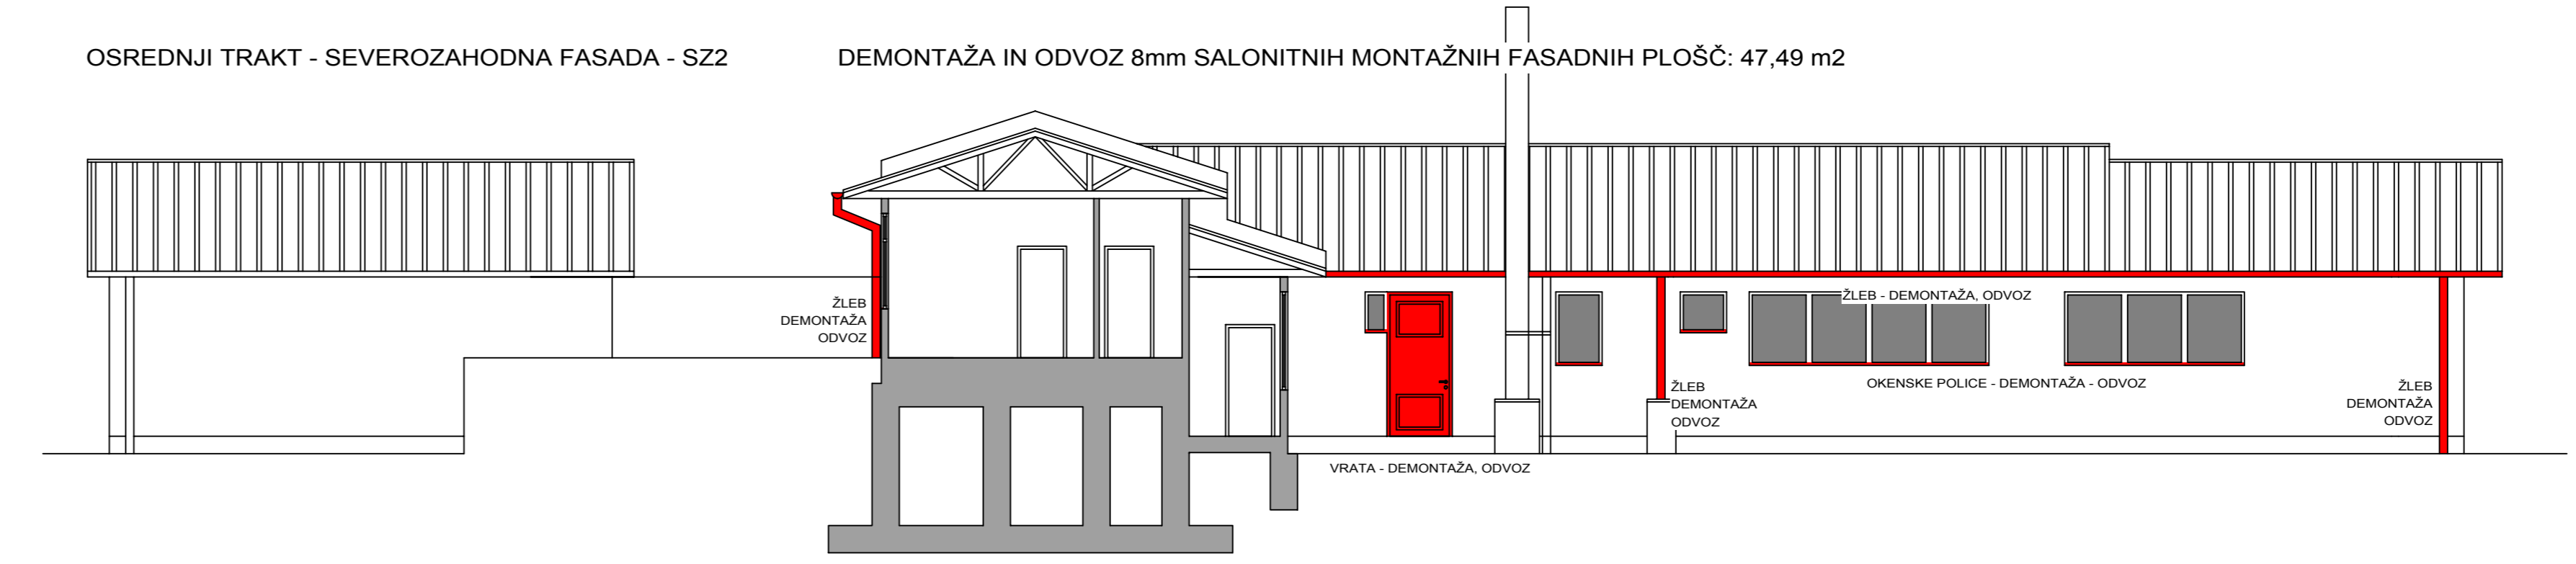 OSREDNJI TRAKT - SEVEROZAHODNA FASADA - SZ2
DEMONTAŽA IN ODVOZ 8mm SALONITNIH MONTAŽNIH FASADNIH PLOŠČ: 47,49 m2
ŽLEB
DEMONTAŽA
ODVOZ
ŽLEB - DEMONTAŽA, ODVOZ
OKENSKE POLICE - DEMONTAŽA - ODVOZ
ŽLEB
DEMONTAŽA
ODVOZ
ŽLEB
DEMONTAŽA
ODVOZ
VRATA - DEMONTAŽA, ODVOZ